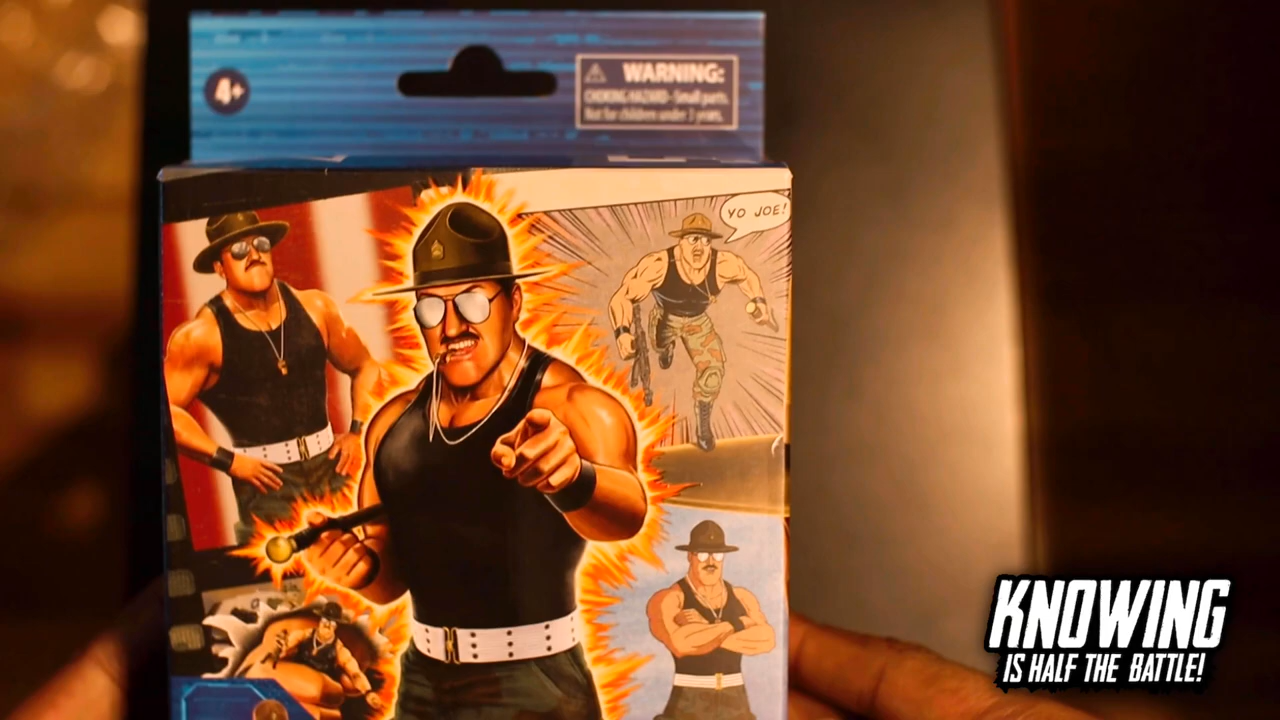 4+
WARNING:
CHOKING HAZARD - Small parts.
Not for children under 3 years.
YO JOE!
KNOWING
IS HALF THE BATTLE!